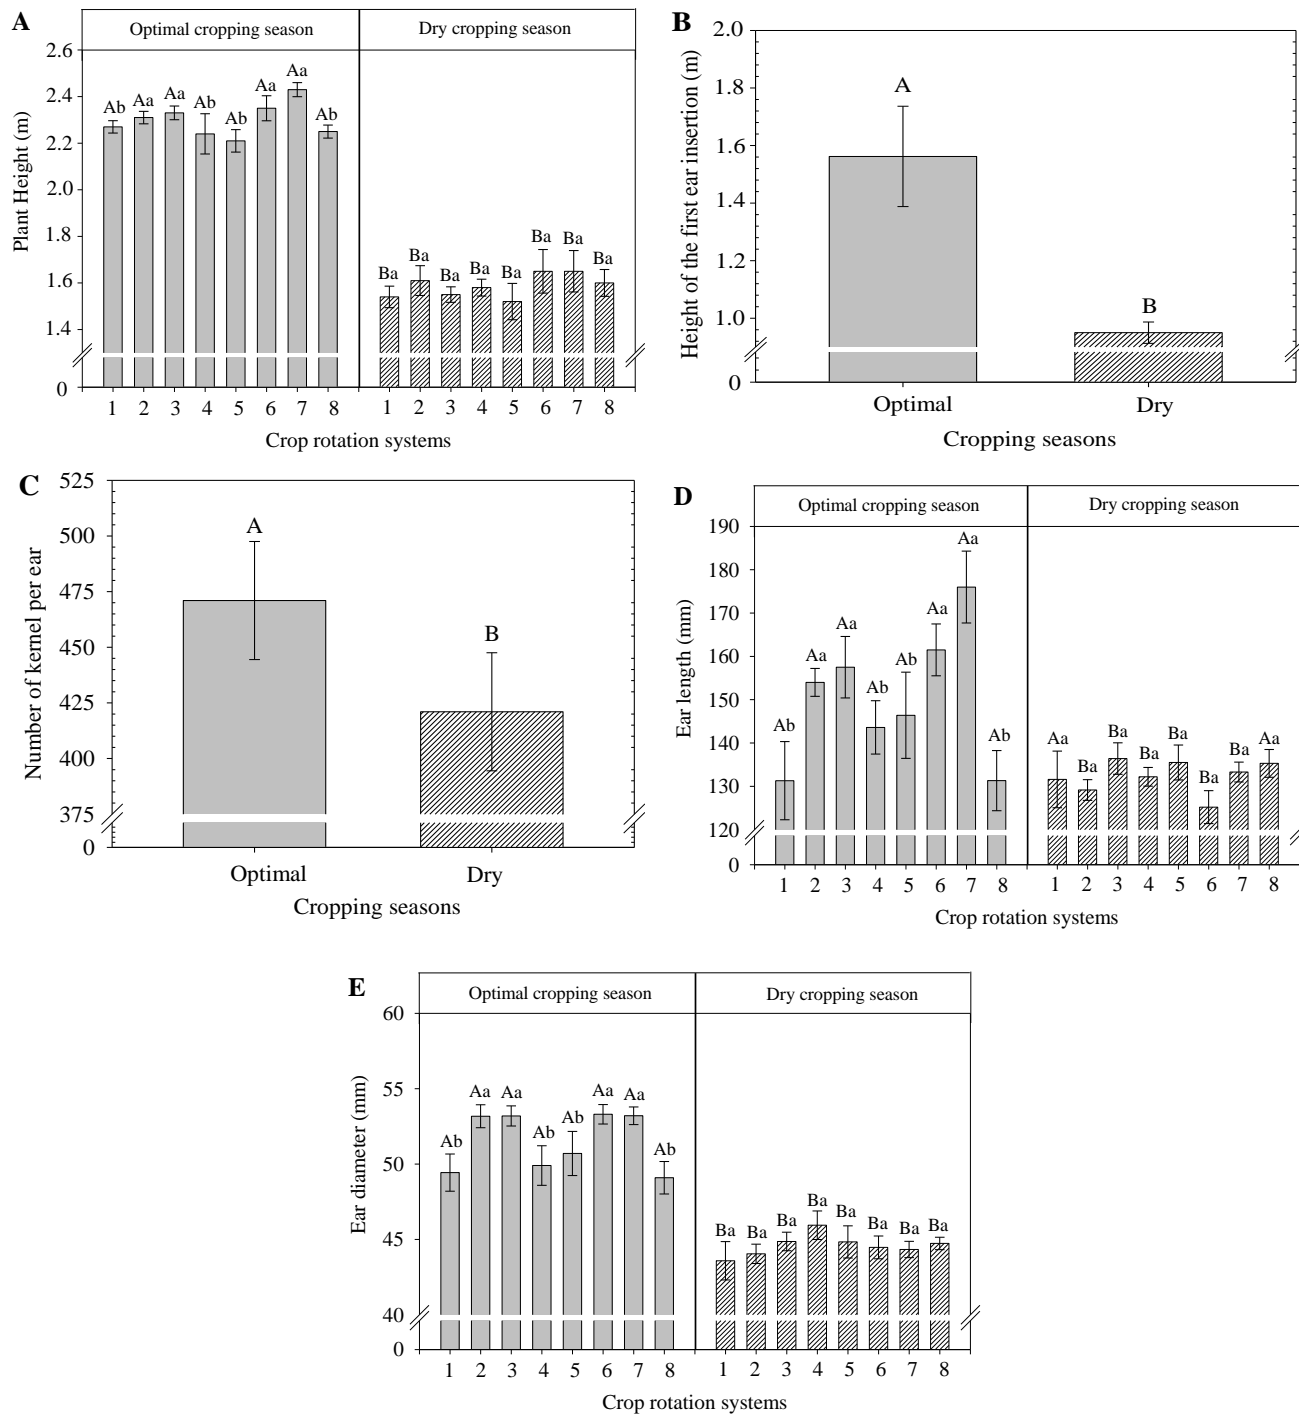 A
Optimal cropping season Dry cropping season
Plant Height (m)
2.6
2.4
2.2
2.0
1.8
1.6
1.4
0
Ab Aa Aa Ab Ab Aa Aa Ab
Ba Ba Ba Ba Ba Ba Ba Ba
1 2 3 4 5 6 7 8 1 2 3 4 5 6 7 8
Crop rotation systems
B
Height of the first ear insertion (m)
2.0
1.8
1.6
1.4
1.2
1.0
0
A
B
Optimal Dry
Cropping seasons
C
Number of kernel per ear
525
500
475
450
425
400
375
0
A
B
Optimal Dry
Cropping seasons
D
Optimal cropping season Dry cropping season
Ear length (mm)
190
180
170
160
150
140
130
120
0
Ab Aa Aa Ab Ab Aa Aa Ab
Aa Ba Ba Ba Ba Ba Ba Aa
1 2 3 4 5 6 7 8 1 2 3 4 5 6 7 8
Crop rotation systems
E
Optimal cropping season Dry cropping season
Ear diameter (mm)
60
55
50
45
40
0
Ab Aa Aa Ab Ab Aa Aa Ab
Ba Ba Ba Ba Ba Ba Ba Ba
1 2 3 4 5 6 7 8 1 2 3 4 5 6 7 8
Crop rotation systems